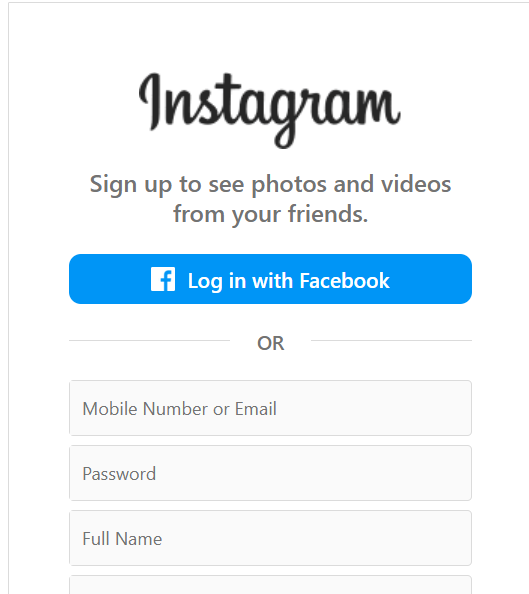 Instagram
Sign up to see photos and videos
from your friends.
Log in with Facebook
OR
Mobile Number or Email
Password
Full Name